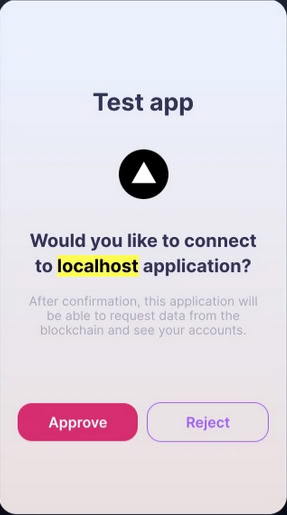 Test app
Would you like to connect
to localhost application?
After confirmation, this application will
be able to request data from the
blockchain and see your accounts.
Approve
Reject